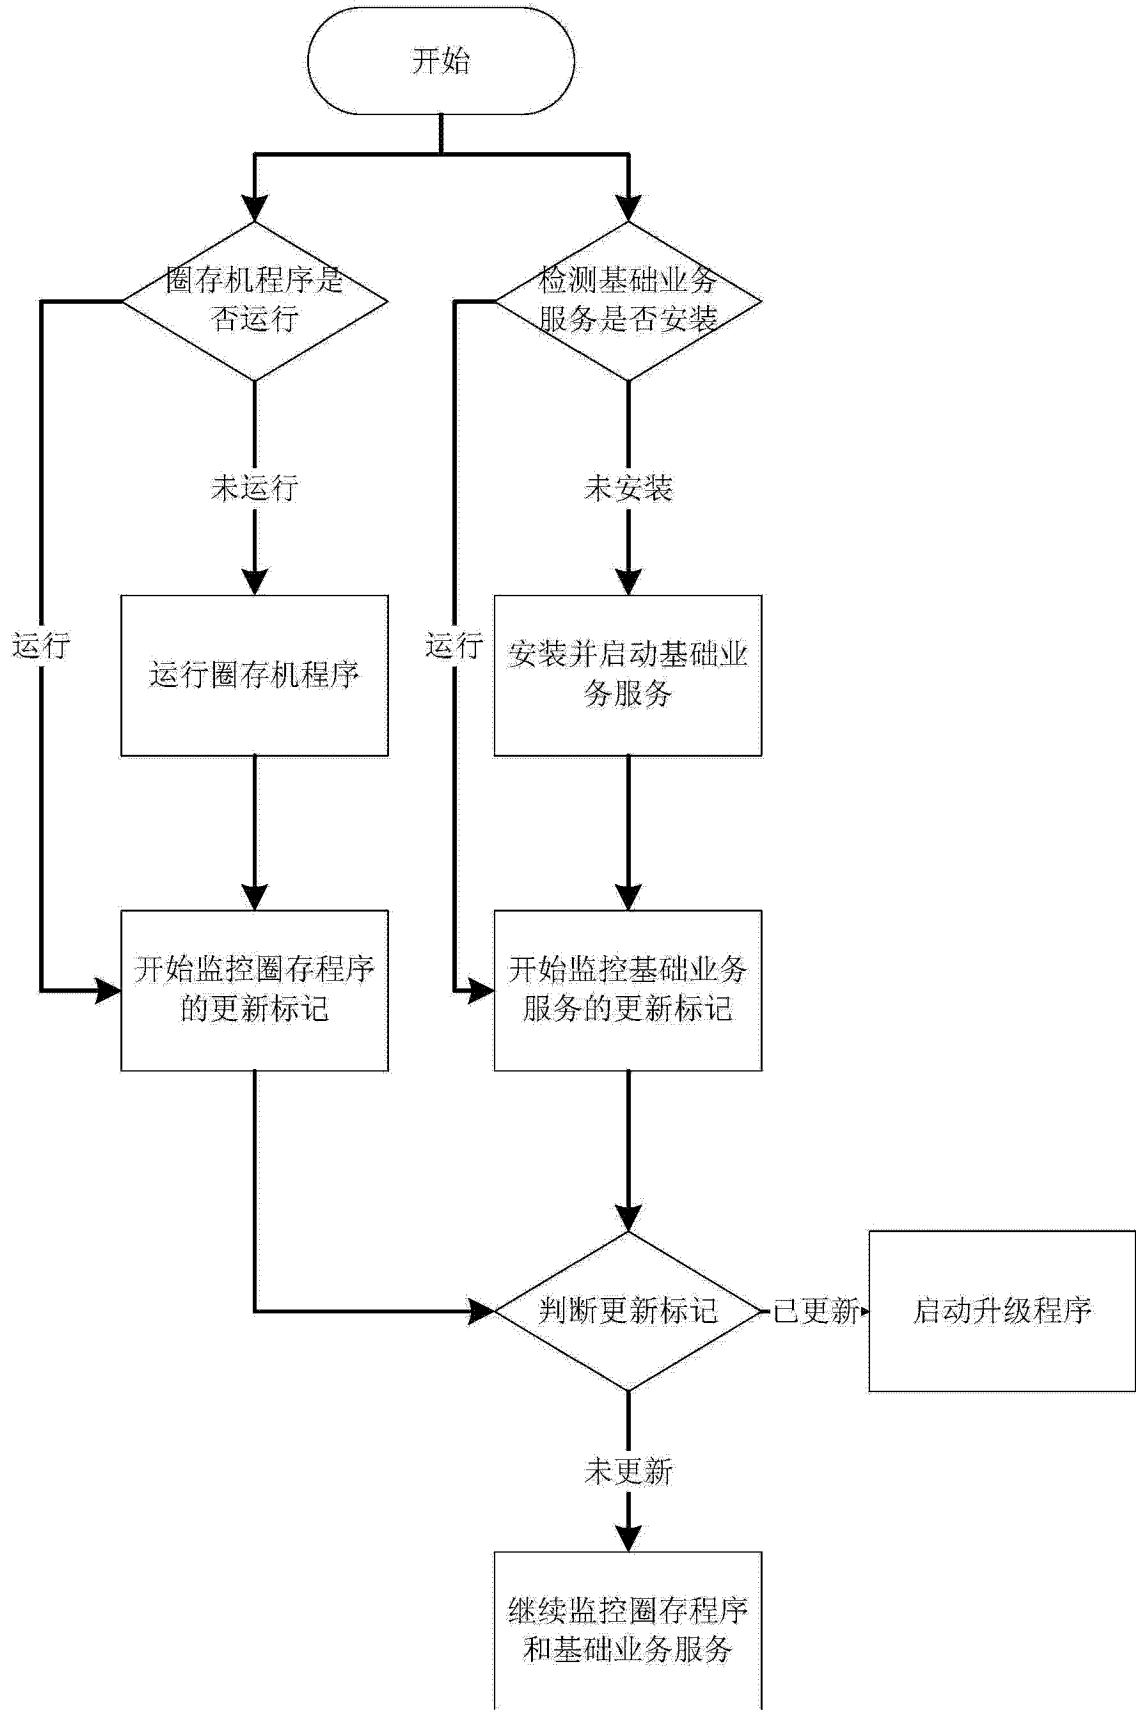 开始
圈存机程序是
否运行
检测基础业务
服务是否安装
未运行
未安装
运行
运行圈存机程序
运行
安装并启动基础业
务服务
开始监控圈存程序
的更新标记
开始监控基础业务
服务的更新标记
判断更新标记
已更新
启动升级程序
未更新
继续监控圈存程序
和基础业务服务